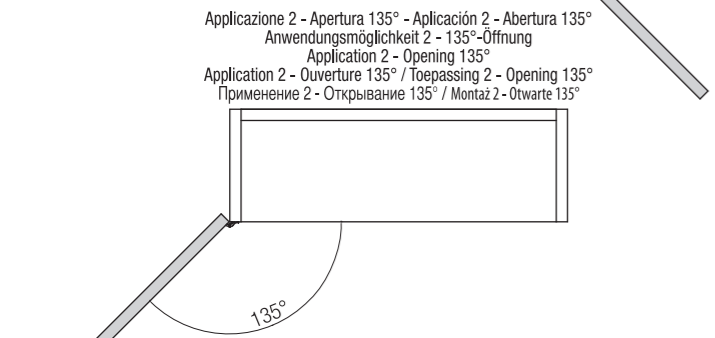 Applicazione 2 - Apertura 135° - Aplicación 2 - Abertura 135°
Anwendungsmöglichkeit 2 - 135°-Öffnung
Application 2 - Opening 135°
Application 2 - Ouverture 135° / Toepassing 2 - Opening 135°
Применение 2 - Открывание 135° / Montaż 2 - Otwarte 135°
135°